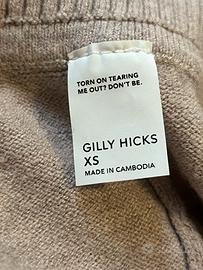 TORN ON TEARING
ME OUT? DON'T BE.
GILLY HICKS
XS
MADE IN CAMBODIA